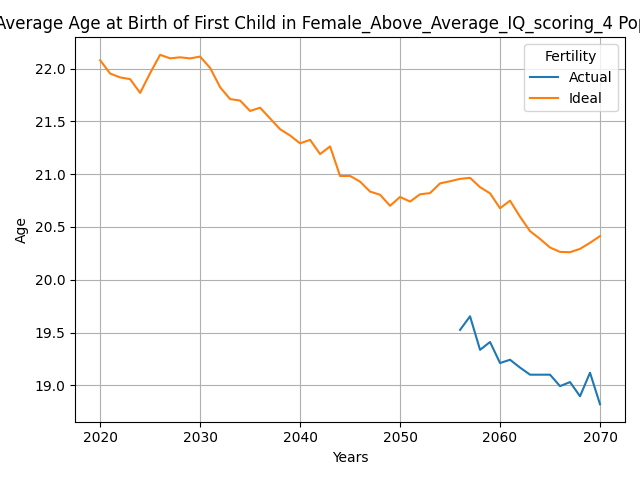 Average Age at Birth of First Child in Female_Above_Average_IQ_scoring_4 Pop
Fertility
Actual
Ideal
22.0
21.5
21.0
20.5
20.0
19.5
19.0
Age
2020 2030 2040 2050 2060 2070
Years